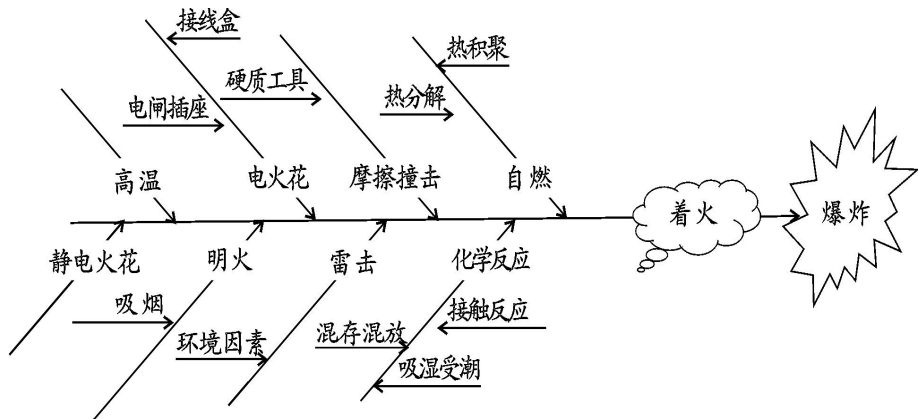 接线盒
热积聚
硬质工具
热分解
电闸插座
高温
电火花
摩擦撞击
自燃
着火
爆炸
静电火花
明火
雷击
化学反应
吸烟
接触反应
混存混放
环境因素
吸湿受潮